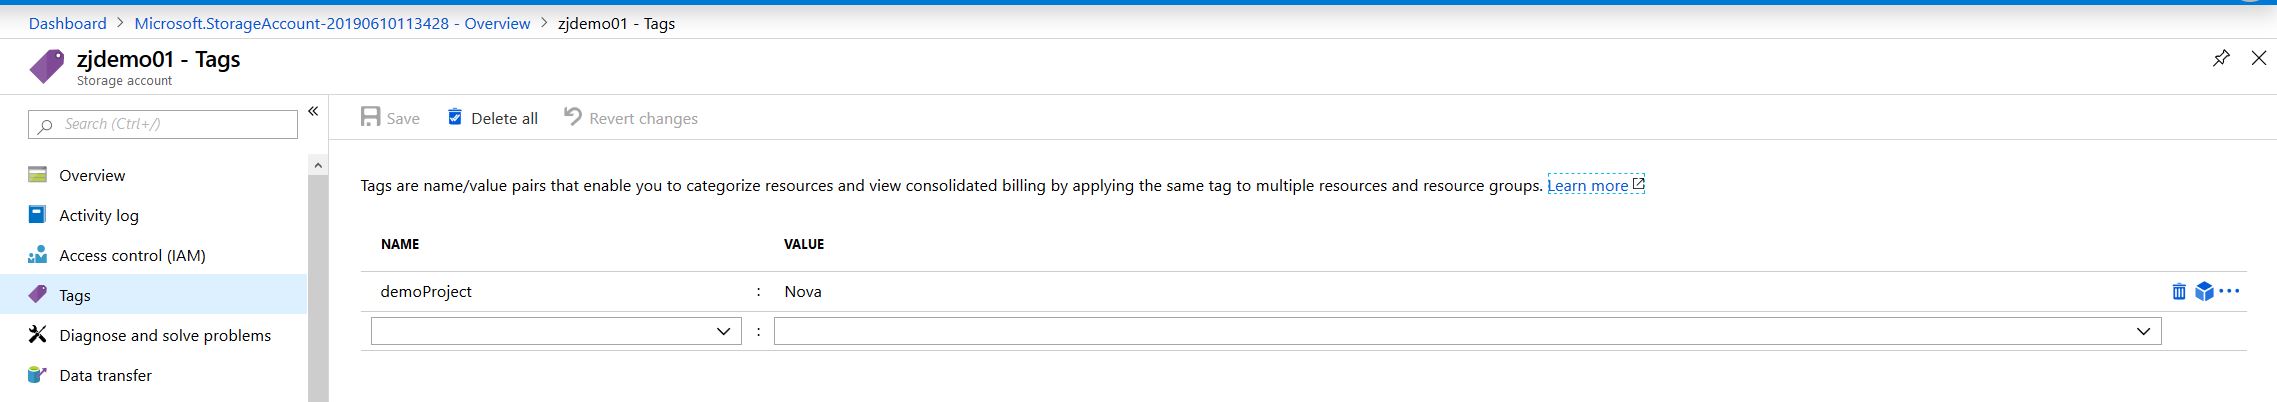 Dashboard > Microsoft.StorageAccount-20190610113428 - Overview > zjdemo01 - Tags
zjdemo01 - Tags
Storage account
Search (Ctrl+/)
«
Overview
Activity log
Access control (IAM)
Tags
Diagnose and solve problems
Data transfer
Save Delete all Revert changes
Tags are name/value pairs that enable you to categorize resources and view consolidated billing by applying the same tag to multiple resources and resource groups. Learn more
NAME VALUE
demoProject : Nova
: